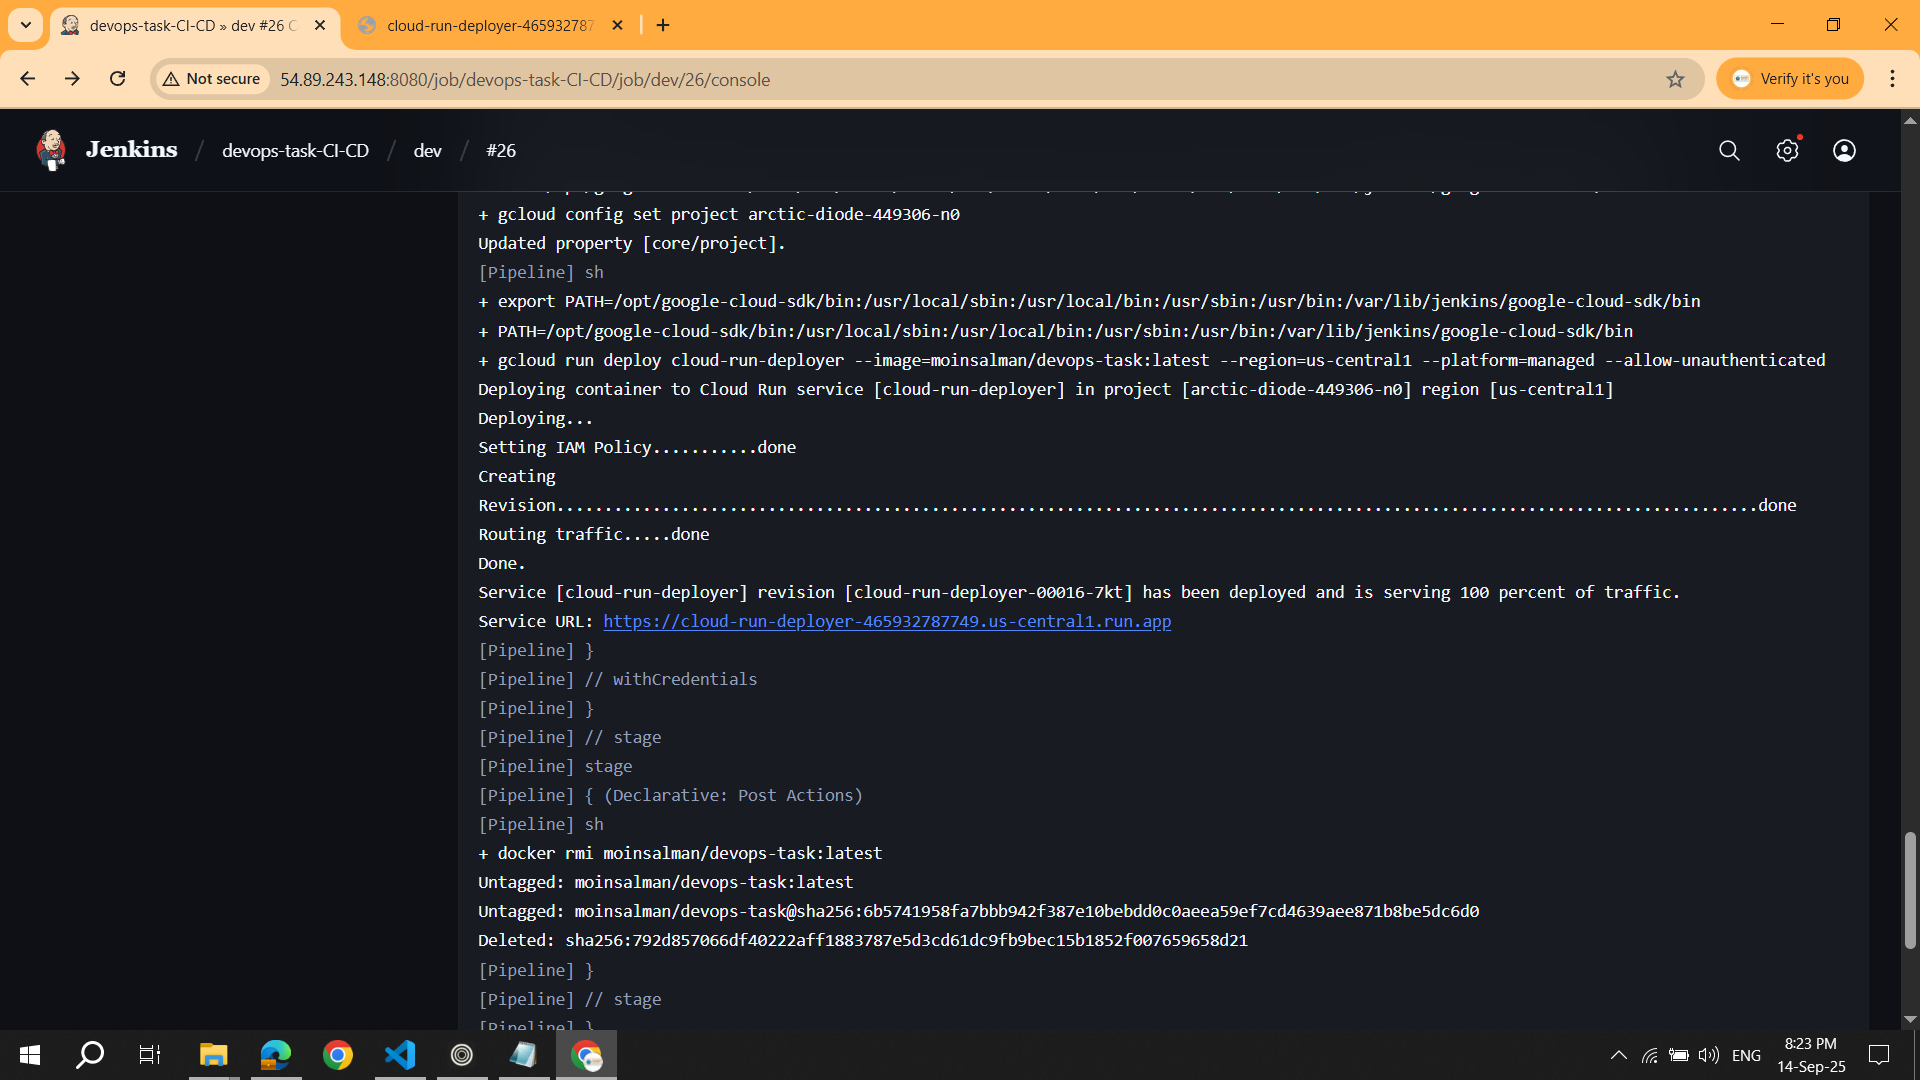 devops-task-CI-CD » dev #26 C
cloud-run-deployer-465932787
Not secure
54.89.243.148:8080/job/devops-task-CI-CD/job/dev/26/console
Verify it's you
Jenkins / devops-task-CI-CD / dev / #26
+ gcloud config set project arctic-diode-449306-n0
Updated property [core/project].
[Pipeline] sh
+ export PATH=/opt/google-cloud-sdk/bin:/usr/local/sbin:/usr/local/bin:/usr/sbin:/usr/bin:/var/lib/jenkins/google-cloud-sdk/bin
+ PATH=/opt/google-cloud-sdk/bin:/usr/local/sbin:/usr/local/bin:/usr/sbin:/usr/bin:/var/lib/jenkins/google-cloud-sdk/bin
+ gcloud run deploy cloud-run-deployer --image=moinsalman/devops-task:latest --region=us-central1 --platform=managed --allow-unauthenticated
Deploying container to Cloud Run service [cloud-run-deployer] in project [arctic-diode-449306-n0] region [us-central1]
Deploying...
Setting IAM Policy...........done
Creating
Revision.............................................................................................................................done
Routing traffic.....done
Done.
Service [cloud-run-deployer] revision [cloud-run-deployer-00016-7kt] has been deployed and is serving 100 percent of traffic.
Service URL: https://cloud-run-deployer-465932787749.us-central1.run.app
[Pipeline] }
[Pipeline] // withCredentials
[Pipeline] }
[Pipeline] // stage
[Pipeline] stage
[Pipeline] { (Declarative: Post Actions)
[Pipeline] sh
+ docker rmi moinsalman/devops-task:latest
Untagged: moinsalman/devops-task:latest
Untagged: moinsalman/devops-task@sha256:6b5741958fa7bbb942f387e10bebdd0c0aeea59ef7cd4639aee871b8be5dc6d0
Deleted: sha256:792d857066df40222aff1883787e5d3cd61dc9fb9bec15b1852f007659658d21
[Pipeline] }
[Pipeline] // stage
[Pipeline] }
ENG
8:23 PM
14-Sep-25